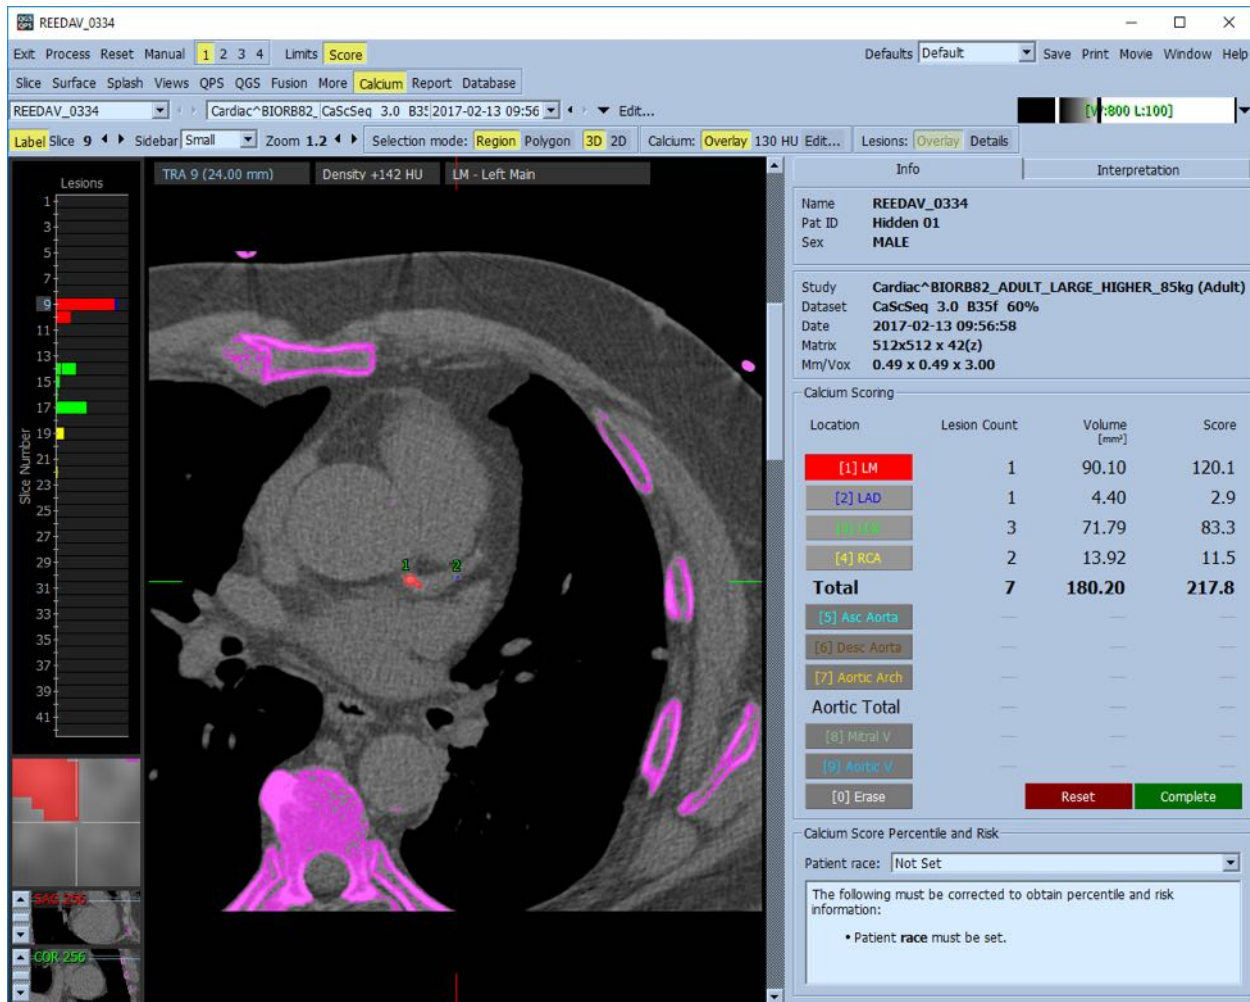 REEDAV_0334
Exit Process Reset Manual 1 2 3 4 Limits Score Defaults Default Save Print Movie Window Help
Slice Surface Splash Views QPS QGS Fusion More Calcium Report Database
REEDAV_0334 Cardiac^BIORB82_ CaScSeq 3.0 B35f 2017-02-13 09:56 Edit... [W:800 L:100]
Label Slice 9 Sidebar Small Zoom 1.2 Selection mode: Region Polygon 3D 2D Calcium: Overlay 130 HU Edit... Lesions: Overlay Details
Lesions
1
3
5
7
9
11
13
15
17
19
21
23
25
27
29
31
33
35
37
39
41
Slice Number
SAG 256
COR 256
TRA 9 (24.00 mm) Density +142 HU LM - Left Main
1 2
Info Interpretation
Name REEDAV_0334
Pat ID Hidden 01
Sex MALE
Study Cardiac^BIORB82_ADULT_LARGE_HIGHER_85kg (Adult)
Dataset CaScSeq 3.0 B35f 60%
Date 2017-02-13 09:56:58
Matrix 512x512 x 42(z)
Mm/Vox 0.49 x 0.49 x 3.00
Calcium Scoring
Location Lesion Count Volume Score
[mm³]
[1] LM 1 90.10 120.1
[2] LAD 1 4.40 2.9
3 71.79 83.3
[4] RCA 2 13.92 11.5
Total 7 180.20 217.8
[5] Asc Aorta — — —
[6] Desc Aorta — — —
[7] Aortic Arch — — —
Aortic Total — — —
[8] Mitral V — — —
[9] Aortic V — — —
[0] Erase Reset Complete
Calcium Score Percentile and Risk
Patient race: Not Set
The following must be corrected to obtain percentile and risk
information:
• Patient race must be set.